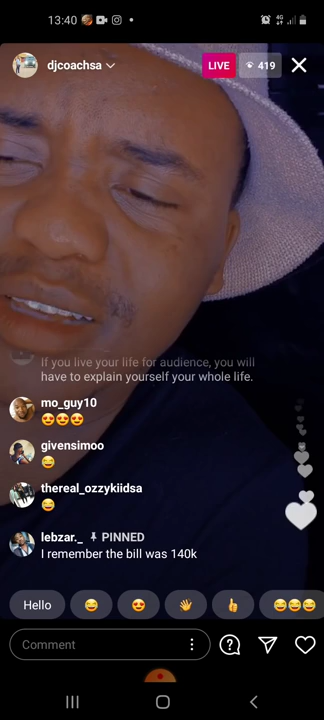 13:40
4G
djcoachsa
LIVE
419
If you live your life for audience, you will
have to explain yourself your whole life.
mo_guy10
😍😍😍
givensimoo
😅
thereal_ozzykiidsa
😅
lebzar._ PINNED
I remember the bill was 140k
Hello 😂 😍 👋 👍 😂😂😂
Comment